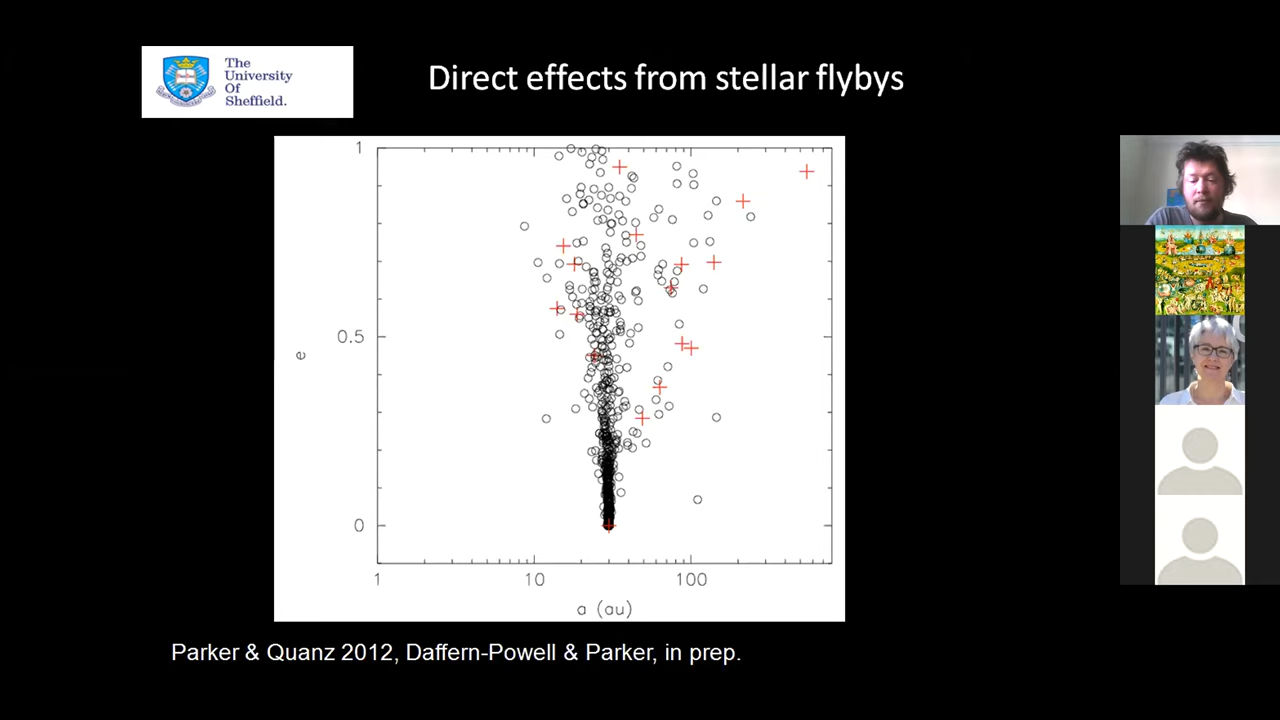 The
University
Of
Sheffield.
Direct effects from stellar flybys
1
0.5
0
e
1
10
100
a (au)
Parker & Quanz 2012, Daffern-Powell & Parker, in prep.